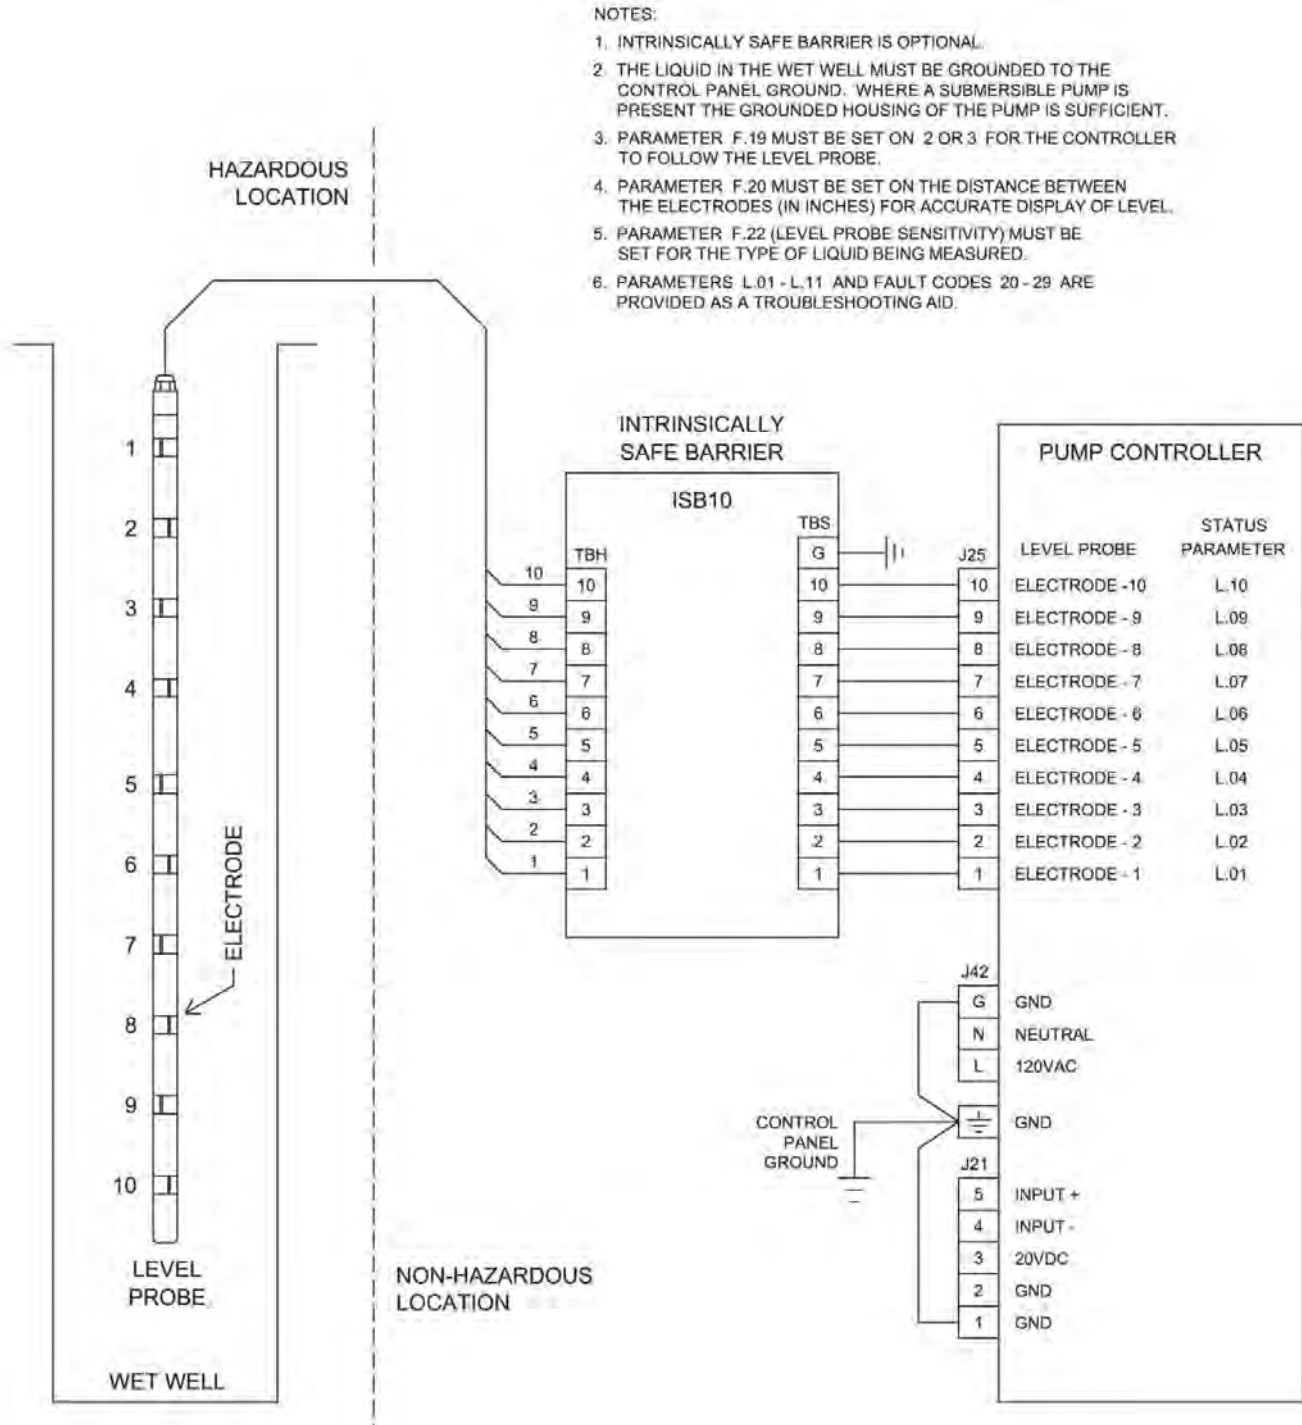 NOTES:
1. INTRINSICALLY SAFE BARRIER IS OPTIONAL.
2. THE LIQUID IN THE WET WELL MUST BE GROUNDED TO THE
CONTROL PANEL GROUND. WHERE A SUBMERSIBLE PUMP IS
PRESENT THE GROUNDED HOUSING OF THE PUMP IS SUFFICIENT.
3. PARAMETER F.19 MUST BE SET ON 2 OR 3 FOR THE CONTROLLER
TO FOLLOW THE LEVEL PROBE.
4. PARAMETER F.20 MUST BE SET ON THE DISTANCE BETWEEN
THE ELECTRODES (IN INCHES) FOR ACCURATE DISPLAY OF LEVEL.
5. PARAMETER F.22 (LEVEL PROBE SENSITIVITY) MUST BE
SET FOR THE TYPE OF LIQUID BEING MEASURED.
6. PARAMETERS L.01 - L.11 AND FAULT CODES 20 - 29 ARE
PROVIDED AS A TROUBLESHOOTING AID.
HAZARDOUS
LOCATION
1
2
3
4
5
6
7
8
9
10
ELECTRODE
LEVEL
PROBE
WET WELL
NON-HAZARDOUS
LOCATION
INTRINSICALLY
SAFE BARRIER
ISB10
TBH
TBS
G
10 10 10
9 9 9
8 8 8
7 7 7
6 6 6
5 5 5
4 4 4
3 3 3
2 2 2
1 1 1
PUMP CONTROLLER
J25 LEVEL PROBE STATUS
PARAMETER
10 ELECTRODE -10 L.10
9 ELECTRODE - 9 L.09
8 ELECTRODE - 8 L.08
7 ELECTRODE - 7 L.07
6 ELECTRODE - 6 L.06
5 ELECTRODE - 5 L.05
4 ELECTRODE - 4 L.04
3 ELECTRODE - 3 L.03
2 ELECTRODE - 2 L.02
1 ELECTRODE - 1 L.01
J42
G GND
N NEUTRAL
L 120VAC
GND
CONTROL
PANEL
GROUND
J21
5 INPUT +
4 INPUT -
3 20VDC
2 GND
1 GND